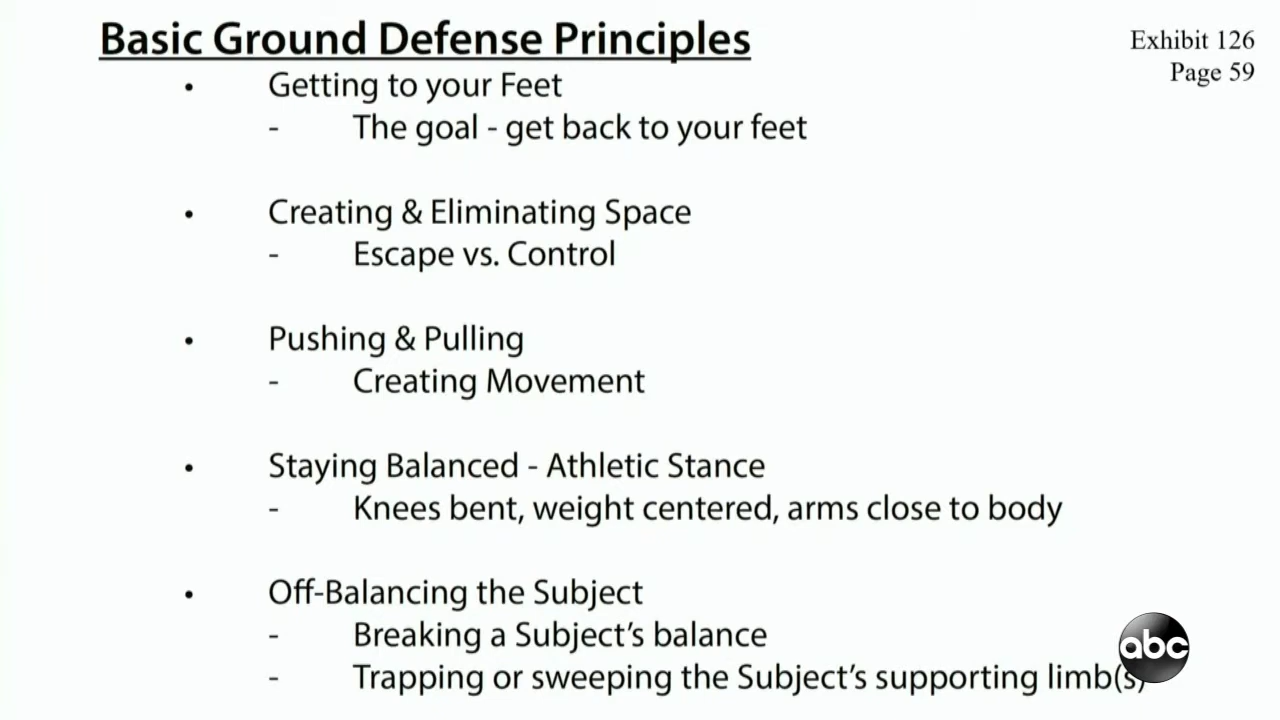 Basic Ground Defense Principles
Exhibit 126
Page 59
• Getting to your Feet
- The goal - get back to your feet
• Creating & Eliminating Space
- Escape vs. Control
• Pushing & Pulling
- Creating Movement
• Staying Balanced - Athletic Stance
- Knees bent, weight centered, arms close to body
• Off-Balancing the Subject
- Breaking a Subject's balance
- Trapping or sweeping the Subject's supporting limb(s)
abc